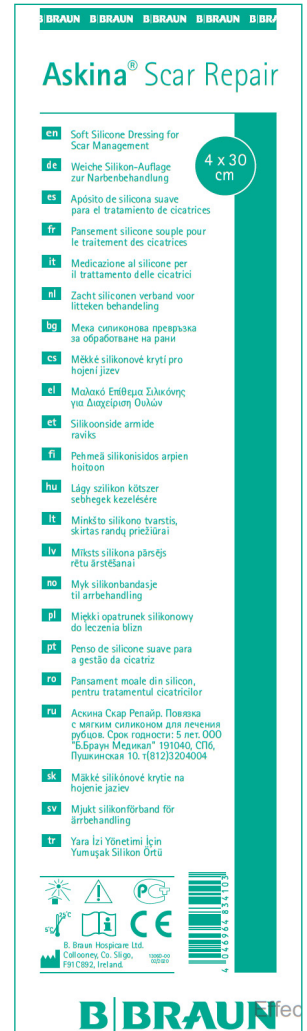 B|BRAUN B|BRAUN B|BRAUN B|BRAUN B|BRA
Askina® Scar Repair
4 x 30
cm
en Soft Silicone Dressing for
Scar Management
de Weiche Silikon-Auflage
zur Narbenbehandlung
es Apósito de silicona suave
para el tratamiento de cicatrices
fr Pansement silicone souple pour
le traitement des cicatrices
it Medicazione al silicone per
il trattamento delle cicatrici
nl Zacht siliconen verband voor
litteken behandeling
bg Мека силиконова превръзка
за обработване на рани
cs Měkké silikonové krytí pro
hojení jizev
el Μαλακό Επίθεμα Σιλικόνης
για Διαχείριση Ουλών
et Silikoonside armide
raviks
fi Pehmeä silikonisidos arpien
hoitoon
hu Lágy szilikon kötszer
sebhegek kezelésére
lt Minkšto silikono tvarstis,
skirtas randų priežiūrai
lv Mīksts silikona pārsējs
rētu ārstēšanai
no Myk silikonbandasje
til arrbehandling
pl Miękki opatrunek silikonowy
do leczenia blizn
pt Penso de silicone suave para
a gestão da cicatriz
ro Pansament moale din silicon,
pentru tratamentul cicatricilor
ru Аскина Скар Репайр. Повязка
с мягким силиконом для лечения
рубцов. Срок годности: 5 лет. ООО
"Б.Браун Медикал" 191040, СПб,
Пушкинская 10. т(812)3204004
sk Mäkké silikónové krytie na
hojenie jaziev
sv Mjukt silikonförband för
ärrbehandling
tr Yara İzi Yönetimi İçin
Yumuşak Silikon Örtü
5°C 25°C
CE
B. Braun Hospicare Ltd.
Collooney, Co. Sligo,
F91 C892, Ireland.
02/2020
4 046964 834103
B|BRAUN
Effec